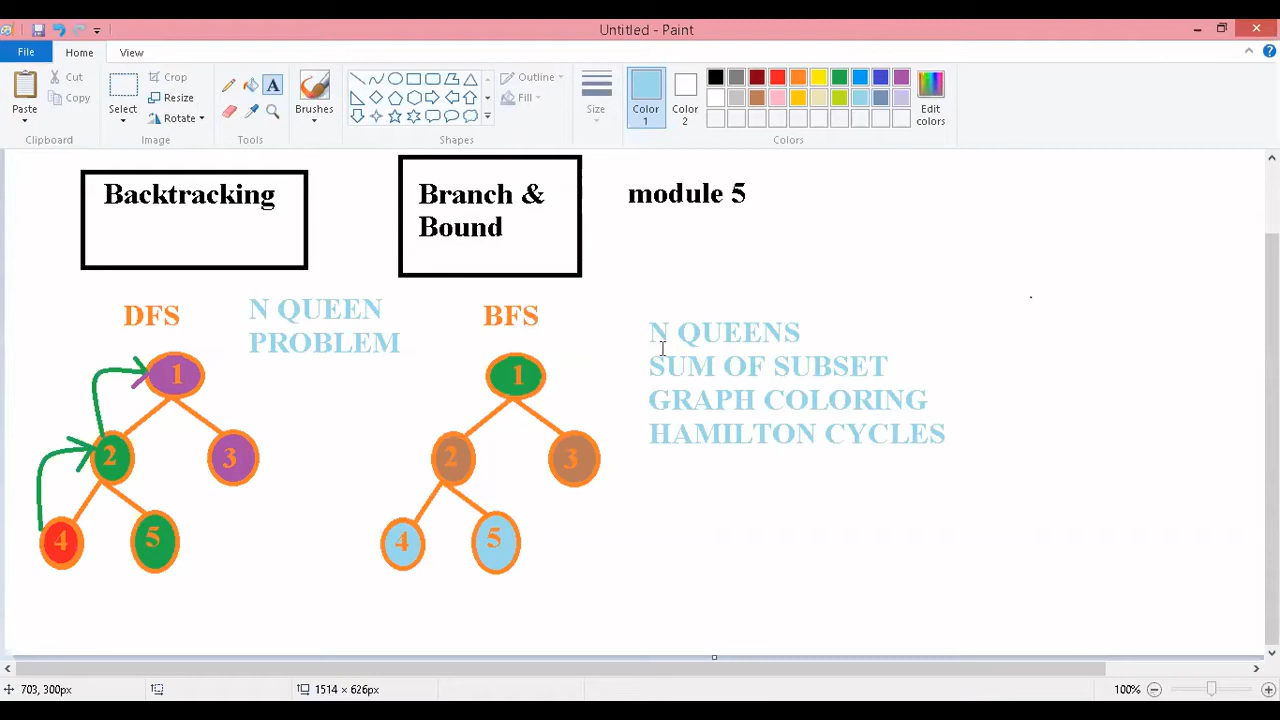 Untitled - Paint
File
Home
View
Paste
Cut
Copy
Clipboard
Select
Crop
Resize
Rotate
Image
A
Tools
Brushes
Outline
Fill
Shapes
Size
Color
1
Color
2
Edit
colors
Colors
Backtracking
Branch &
Bound
module 5
DFS
N QUEEN
PROBLEM
BFS
N QUEENS
SUM OF SUBSET
GRAPH COLORING
HAMILTON CYCLES
1
2
3
4
5
1
2
3
4
5
703, 300px
1514 × 626px
100%